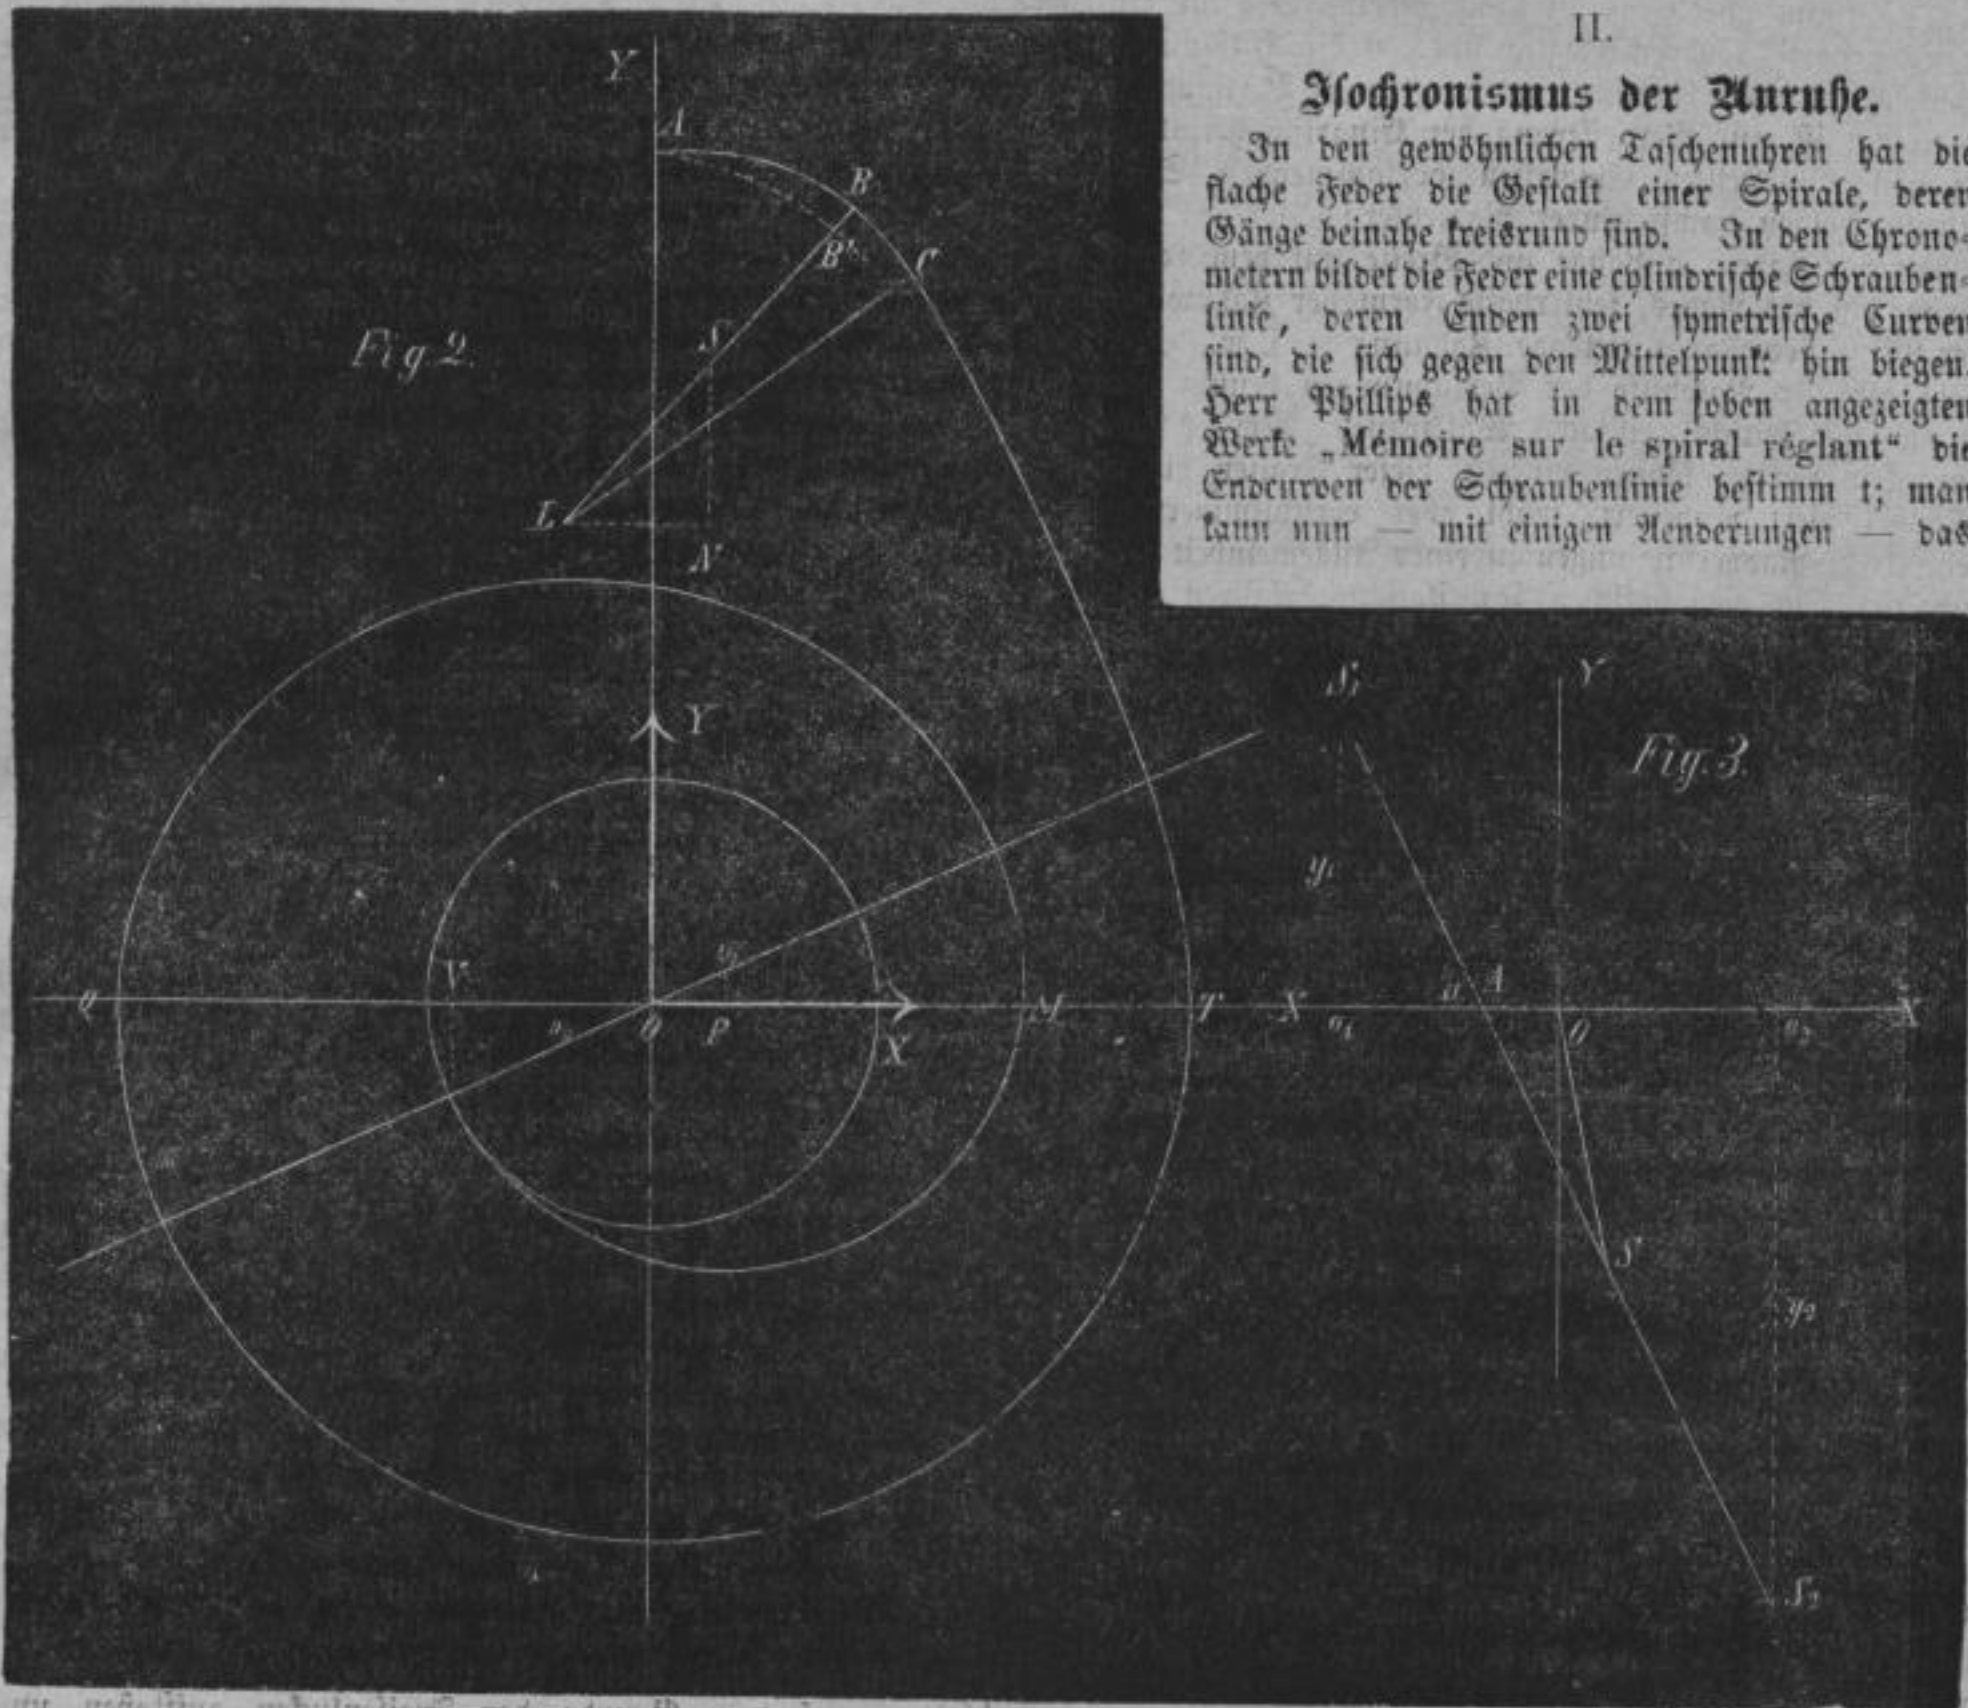 II.
Isochronismus der Unruhe.
In den gewöhnlichen Taschenuhren hat die
flache Feder die Gestalt einer Spirale, deren
Gänge beinahe kreisrund sind. In den Chrono-
metern bildet die Feder eine cylindrische Schrauben-
linie, deren Enden zwei symetrische Curven
sind, die sich gegen den Mittelpunkt hin biegen.
Herr Phillips hat in dem soben angezeigten
Werke „Mémoire sur le spiral réglant“ die
Endcurven der Schraubenlinie bestimm t; man
kann nun — mit einigen Aenderungen — das
Y
A
B
B'
C
Fig. 2.
S
L
N
Y
V
O
P
X
M
T
X
Y
Fig. 3.
y₁
A
O
X
S
y₂
S₂